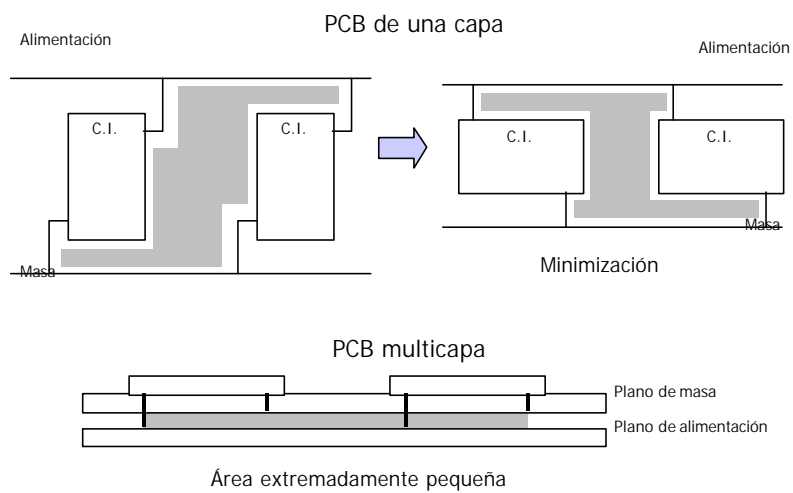 PCB de una capa
Alimentación
Alimentación
C.I.
C.I.
C.I.
C.I.
Masa
Masa
Minimización
PCB multicapa
Plano de masa
Plano de alimentación
Área extremadamente pequeña